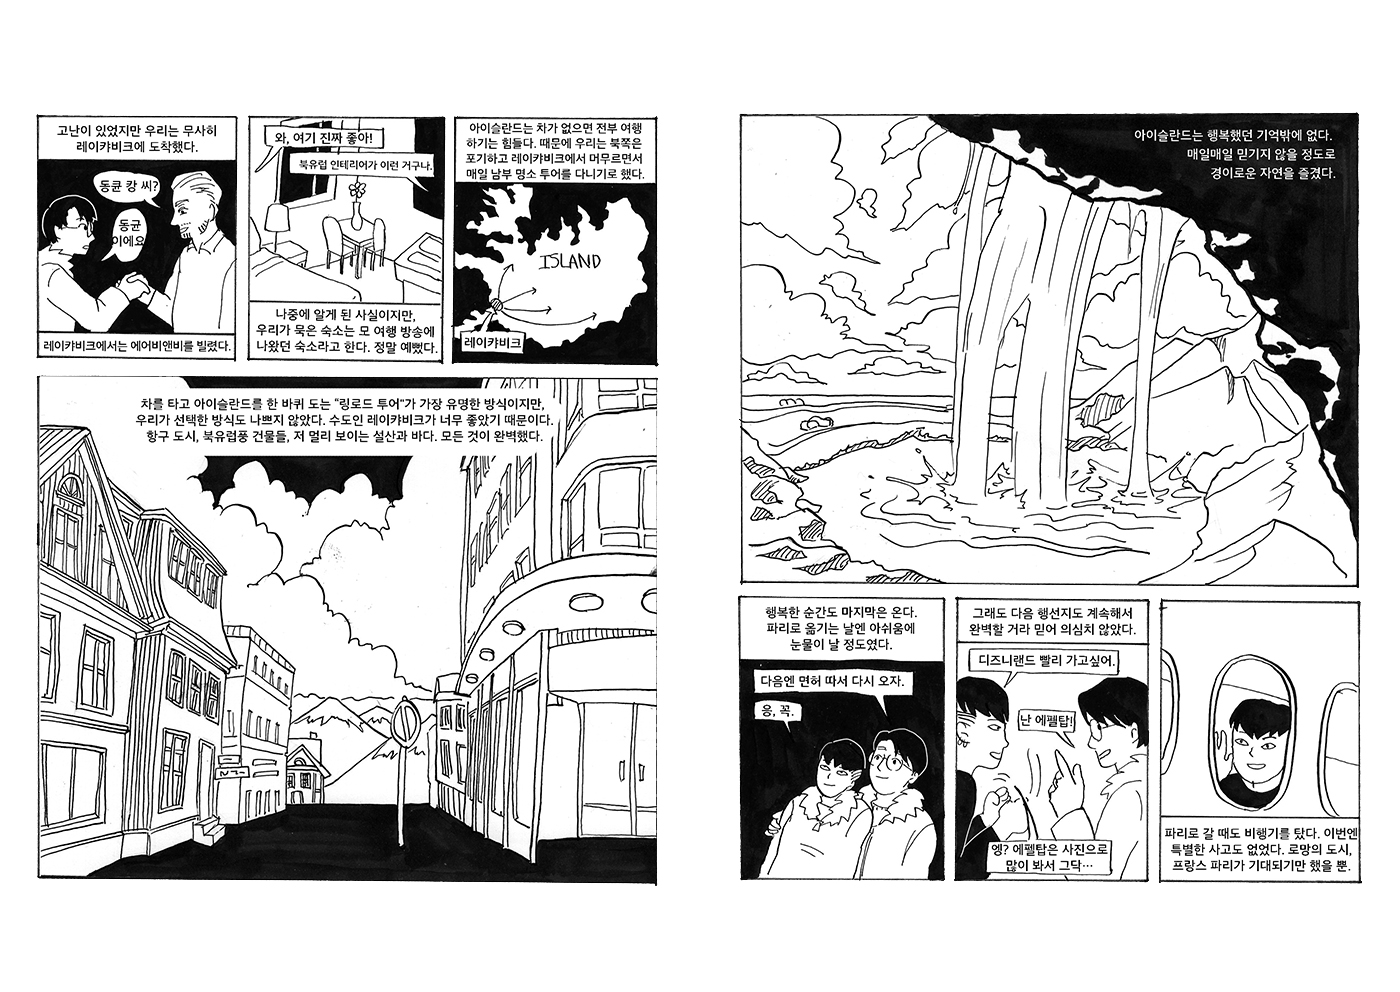 고난이 있었지만 우리는 무사히
레이캬비크에 도착했다.
동균 캉 씨?
동균
이에요
레이캬비크에서는 에어비앤비를 빌렸다.
와, 여기 진짜 좋아!
북유럽 인테리어가 이런 거구나.
나중에 알게 된 사실이지만,
우리가 묵은 숙소는 모 여행 방송에
나왔던 숙소라고 한다. 정말 예뻤다.
아이슬란드는 차가 없으면 전부 여행
하기는 힘들다. 때문에 우리는 북쪽은
포기하고 레이캬비크에서 머무르면서
매일 남부 명소 투어를 다니기로 했다.
ISLAND
레이캬비크
차를 타고 아이슬란드를 한 바퀴 도는 "링로드 투어"가 가장 유명한 방식이지만,
우리가 선택한 방식도 나쁘지 않았다. 수도인 레이캬비크가 너무 좋았기 때문이다.
항구 도시, 북유럽풍 건물들, 저 멀리 보이는 설산과 바다. 모든 것이 완벽했다.
아이슬란드는 행복했던 기억밖에 없다.
매일매일 믿기지 않을 정도로
경이로운 자연을 즐겼다.
행복한 순간도 마지막은 온다.
파리로 옮기는 날엔 아쉬움에
눈물이 날 정도였다.
다음엔 면허 따서 다시 오자.
응, 꼭.
그래도 다음 행선지도 계속해서
완벽할 거라 믿어 의심치 않았다.
디즈니랜드 빨리 가고싶어.
난 에펠탑!
엥? 에펠탑은 사진으로
많이 봐서 그닥…
파리로 갈 때도 비행기를 탔다. 이번엔
특별한 사고도 없었다. 로망의 도시,
프랑스 파리가 기대되기만 했을 뿐.